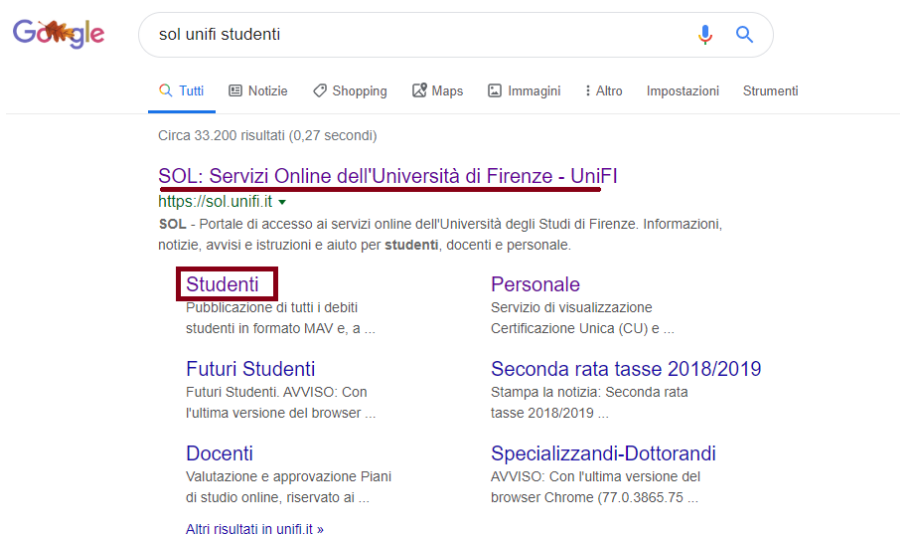 Google
sol unifi studenti
Tutti Notizie Shopping Maps Immagini Altro Impostazioni Strumenti
Circa 33.200 risultati (0,27 secondi)
SOL: Servizi Online dell'Università di Firenze - UniFI
https://sol.unifi.it
SOL - Portale di accesso ai servizi online dell'Università degli Studi di Firenze. Informazioni,
notizie, avvisi e istruzioni e aiuto per studenti, docenti e personale.
Studenti
Pubblicazione di tutti i debiti
studenti in formato MAV e, a ...
Personale
Servizio di visualizzazione
Certificazione Unica (CU) e ...
Futuri Studenti
Futuri Studenti. AVVISO: Con
l'ultima versione del browser ...
Seconda rata tasse 2018/2019
Stampa la notizia: Seconda rata
tasse 2018/2019 ...
Docenti
Valutazione e approvazione Piani
di studio online, riservato ai ...
Specializzandi-Dottorandi
AVVISO: Con l'ultima versione del
browser Chrome (77.0.3865.75 ...
Altri risultati in unifi.it »